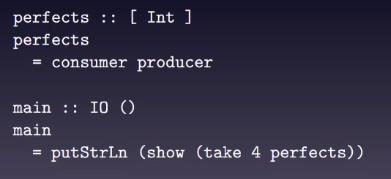 perfects :: [ Int ]
perfects
= consumer producer
main :: IO ()
main
= putStrLn (show (take 4 perfects))